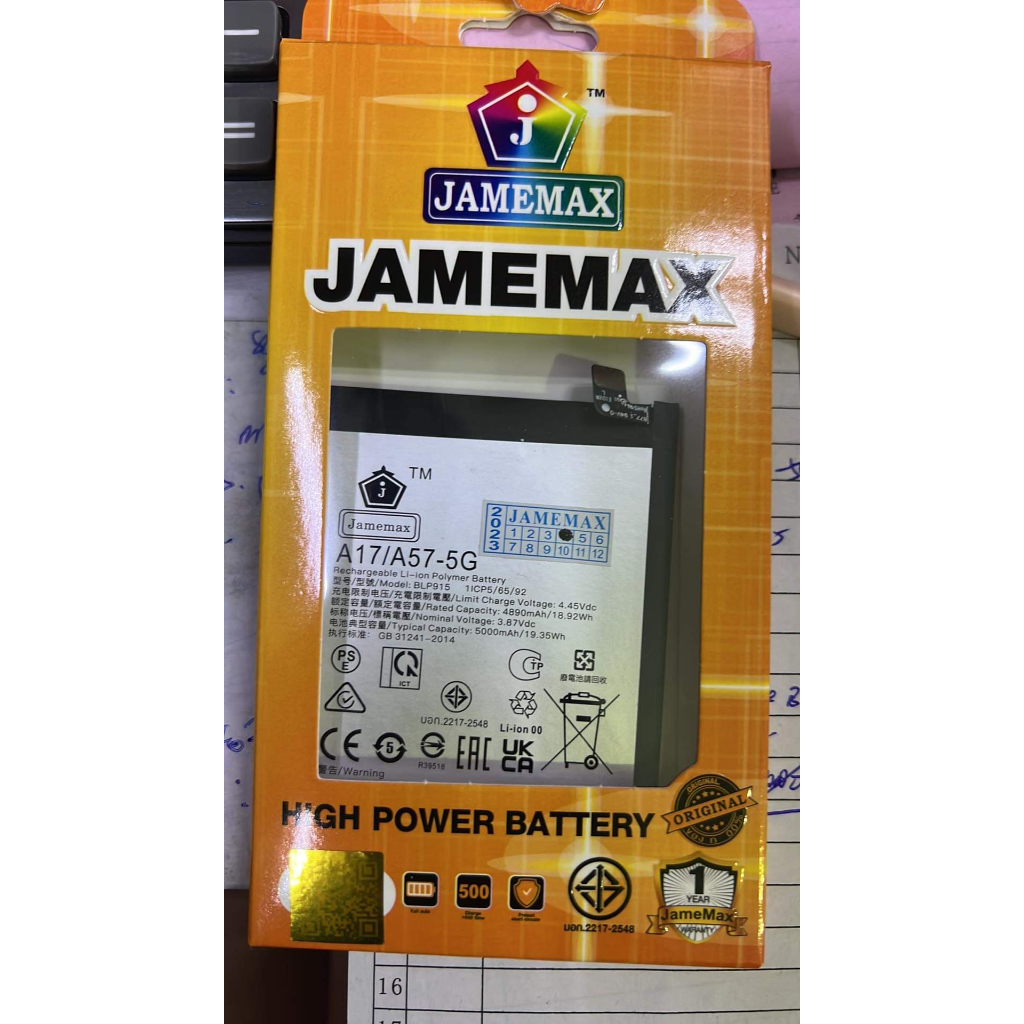 J
TM
JAMEMAX
JAMEMAX
J
TM
Jamemax
2023
JAMEMAX
1 2 3 5 6
7 8 9 10 11 12
A17/A57-5G
Rechargeable Li-ion Polymer Battery
型号/型號/Model: BLP915 1ICP5/65/92
充电限制电压/充電限制電壓/Limit Charge Voltage: 4.45Vdc
额定容量/額定電容量/Rated Capacity: 4890mAh/18.92Wh
标称电压/標稱電壓/Nominal Voltage: 3.87Vdc
电池典型容量/Typical Capacity: 5000mAh/19.35Wh
执行标准: GB 31241-2014
PS
E
ICT
TP
廢電池請回收
มอก.2217-2548
Li-ion 00
CE
5
R39518
EAC
UK
CA
警告/Warning
HIGH POWER BATTERY
ORIGINAL
ORIGINAL
500
มอก.2217-2548
1
YEAR
JameMax
WARRANTY
16
17